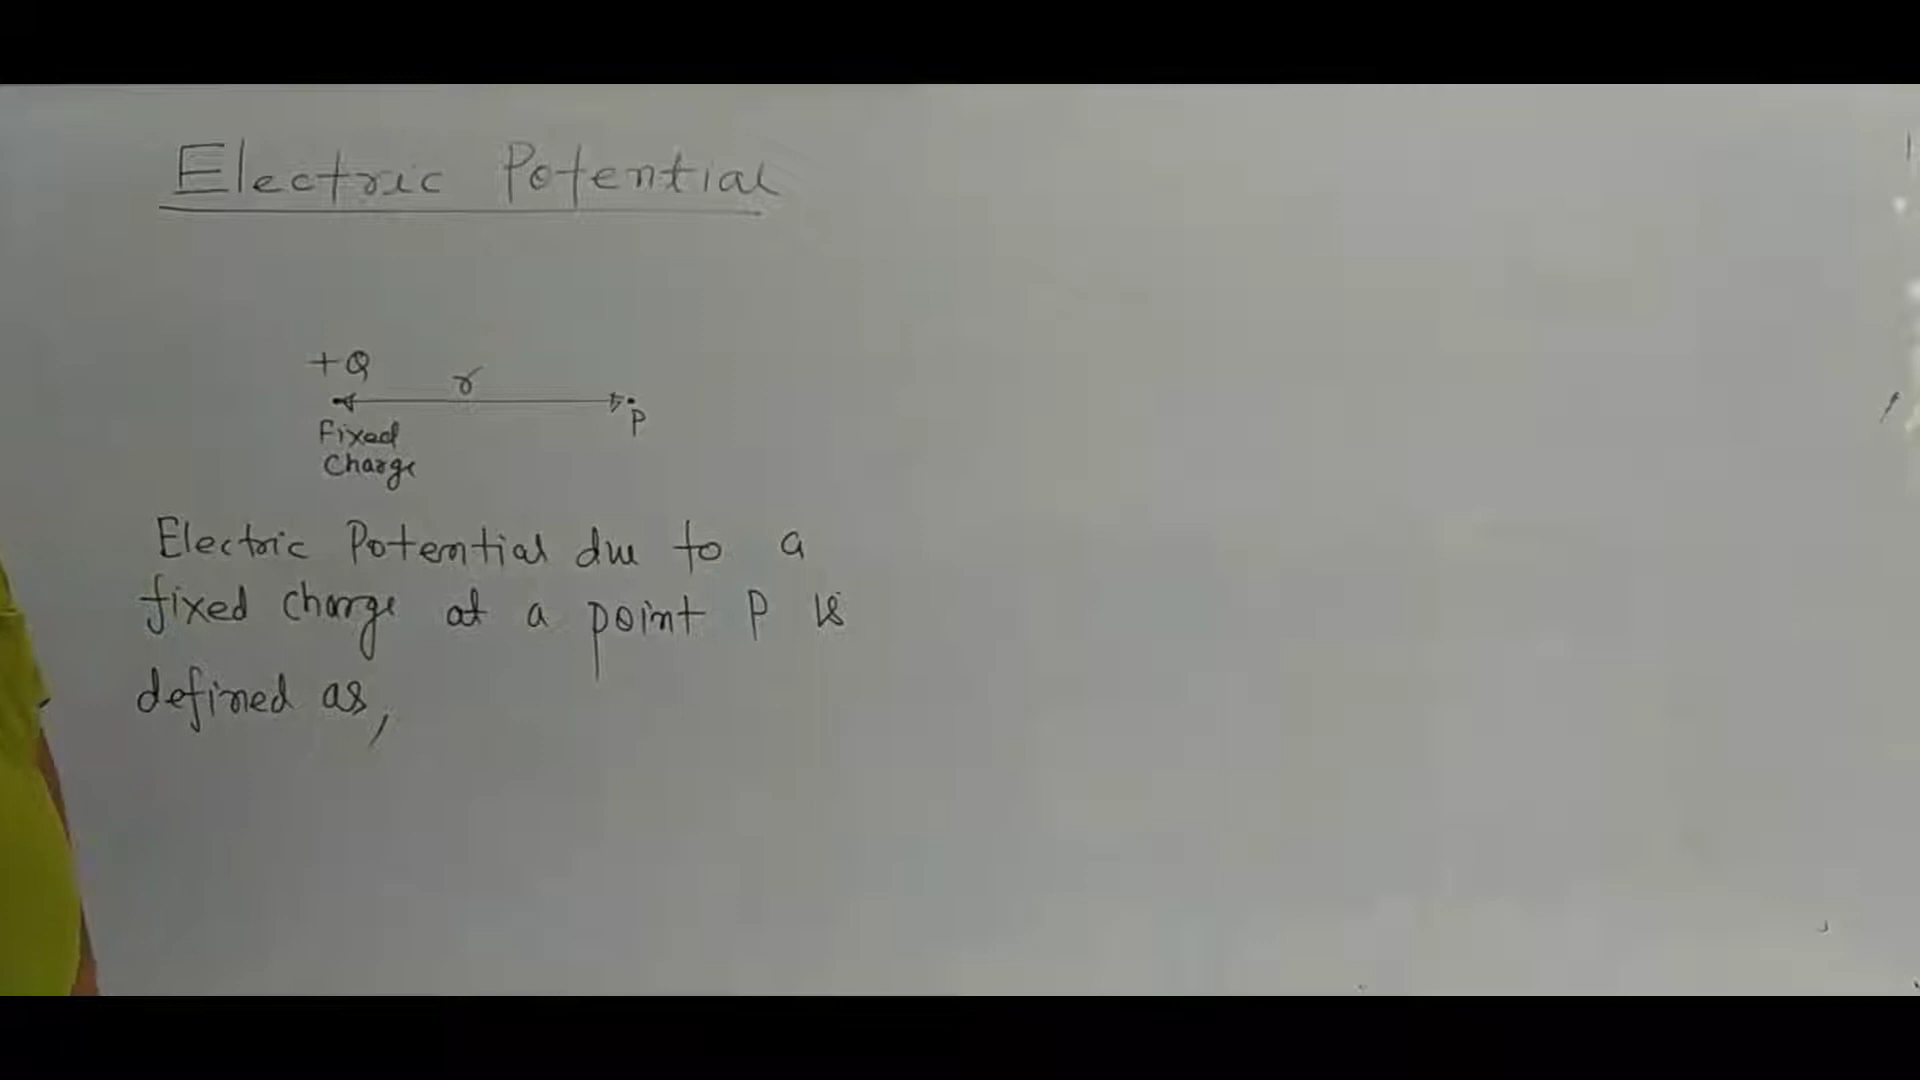 Electric Potential
+Q
r
P
Fixed
Charge
Electric Potential due to a
fixed charge at a point P is
defined as,